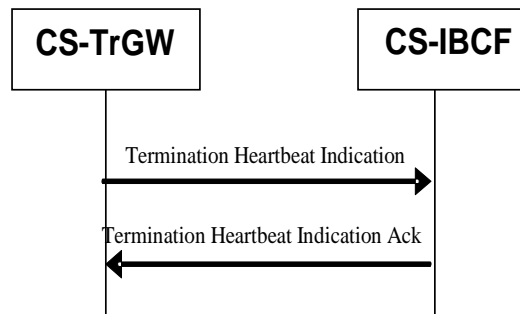 CS-TrGW
CS-IBCF
Termination Heartbeat Indication
Termination Heartbeat Indication Ack